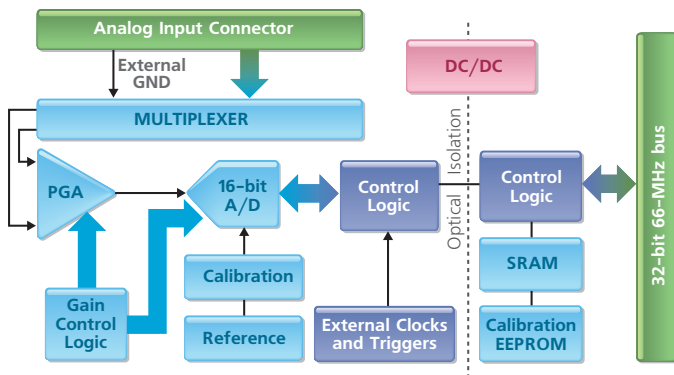 Analog Input Connector
External
GND
DC/DC
MULTIPLEXER
PGA
16-bit
A/D
Control
Logic
Optical Isolation
Control
Logic
32-bit 66-MHz bus
Calibration
SRAM
Gain
Control
Logic
Reference
External Clocks
and Triggers
Calibration
EEPROM